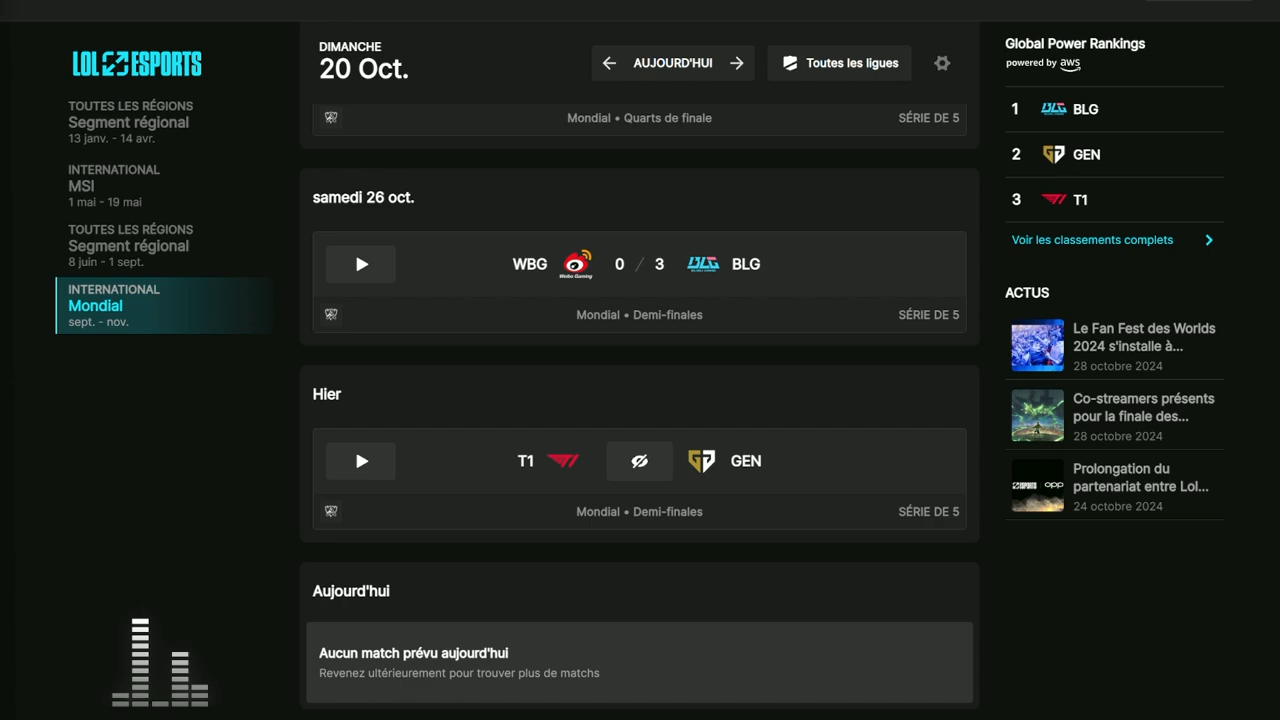 LOL ESPORTS
TOUTES LES RÉGIONS
Segment régional
13 janv. - 14 avr.
INTERNATIONAL
MSI
1 mai - 19 mai
TOUTES LES RÉGIONS
Segment régional
8 juin - 1 sept.
INTERNATIONAL
Mondial
sept. - nov.
DIMANCHE
20 Oct.
AUJOURD'HUI
Toutes les ligues
Mondial • Quarts de finale
SÉRIE DE 5
samedi 26 oct.
WBG Weibo Gaming 0 / 3 BLG BLG
Mondial • Demi-finales
SÉRIE DE 5
Hier
T1 GEN
Mondial • Demi-finales
SÉRIE DE 5
Aujourd'hui
Aucun match prévu aujourd'hui
Revenez ultérieurement pour trouver plus de matchs
Global Power Rankings
powered by aws
1 BLG BLG
2 GEN
3 T1
Voir les classements complets
ACTUS
Le Fan Fest des Worlds
2024 s'installe à...
28 octobre 2024
Co-streamers présents
pour la finale des...
28 octobre 2024
Prolongation du
partenariat entre Lol...
24 octobre 2024